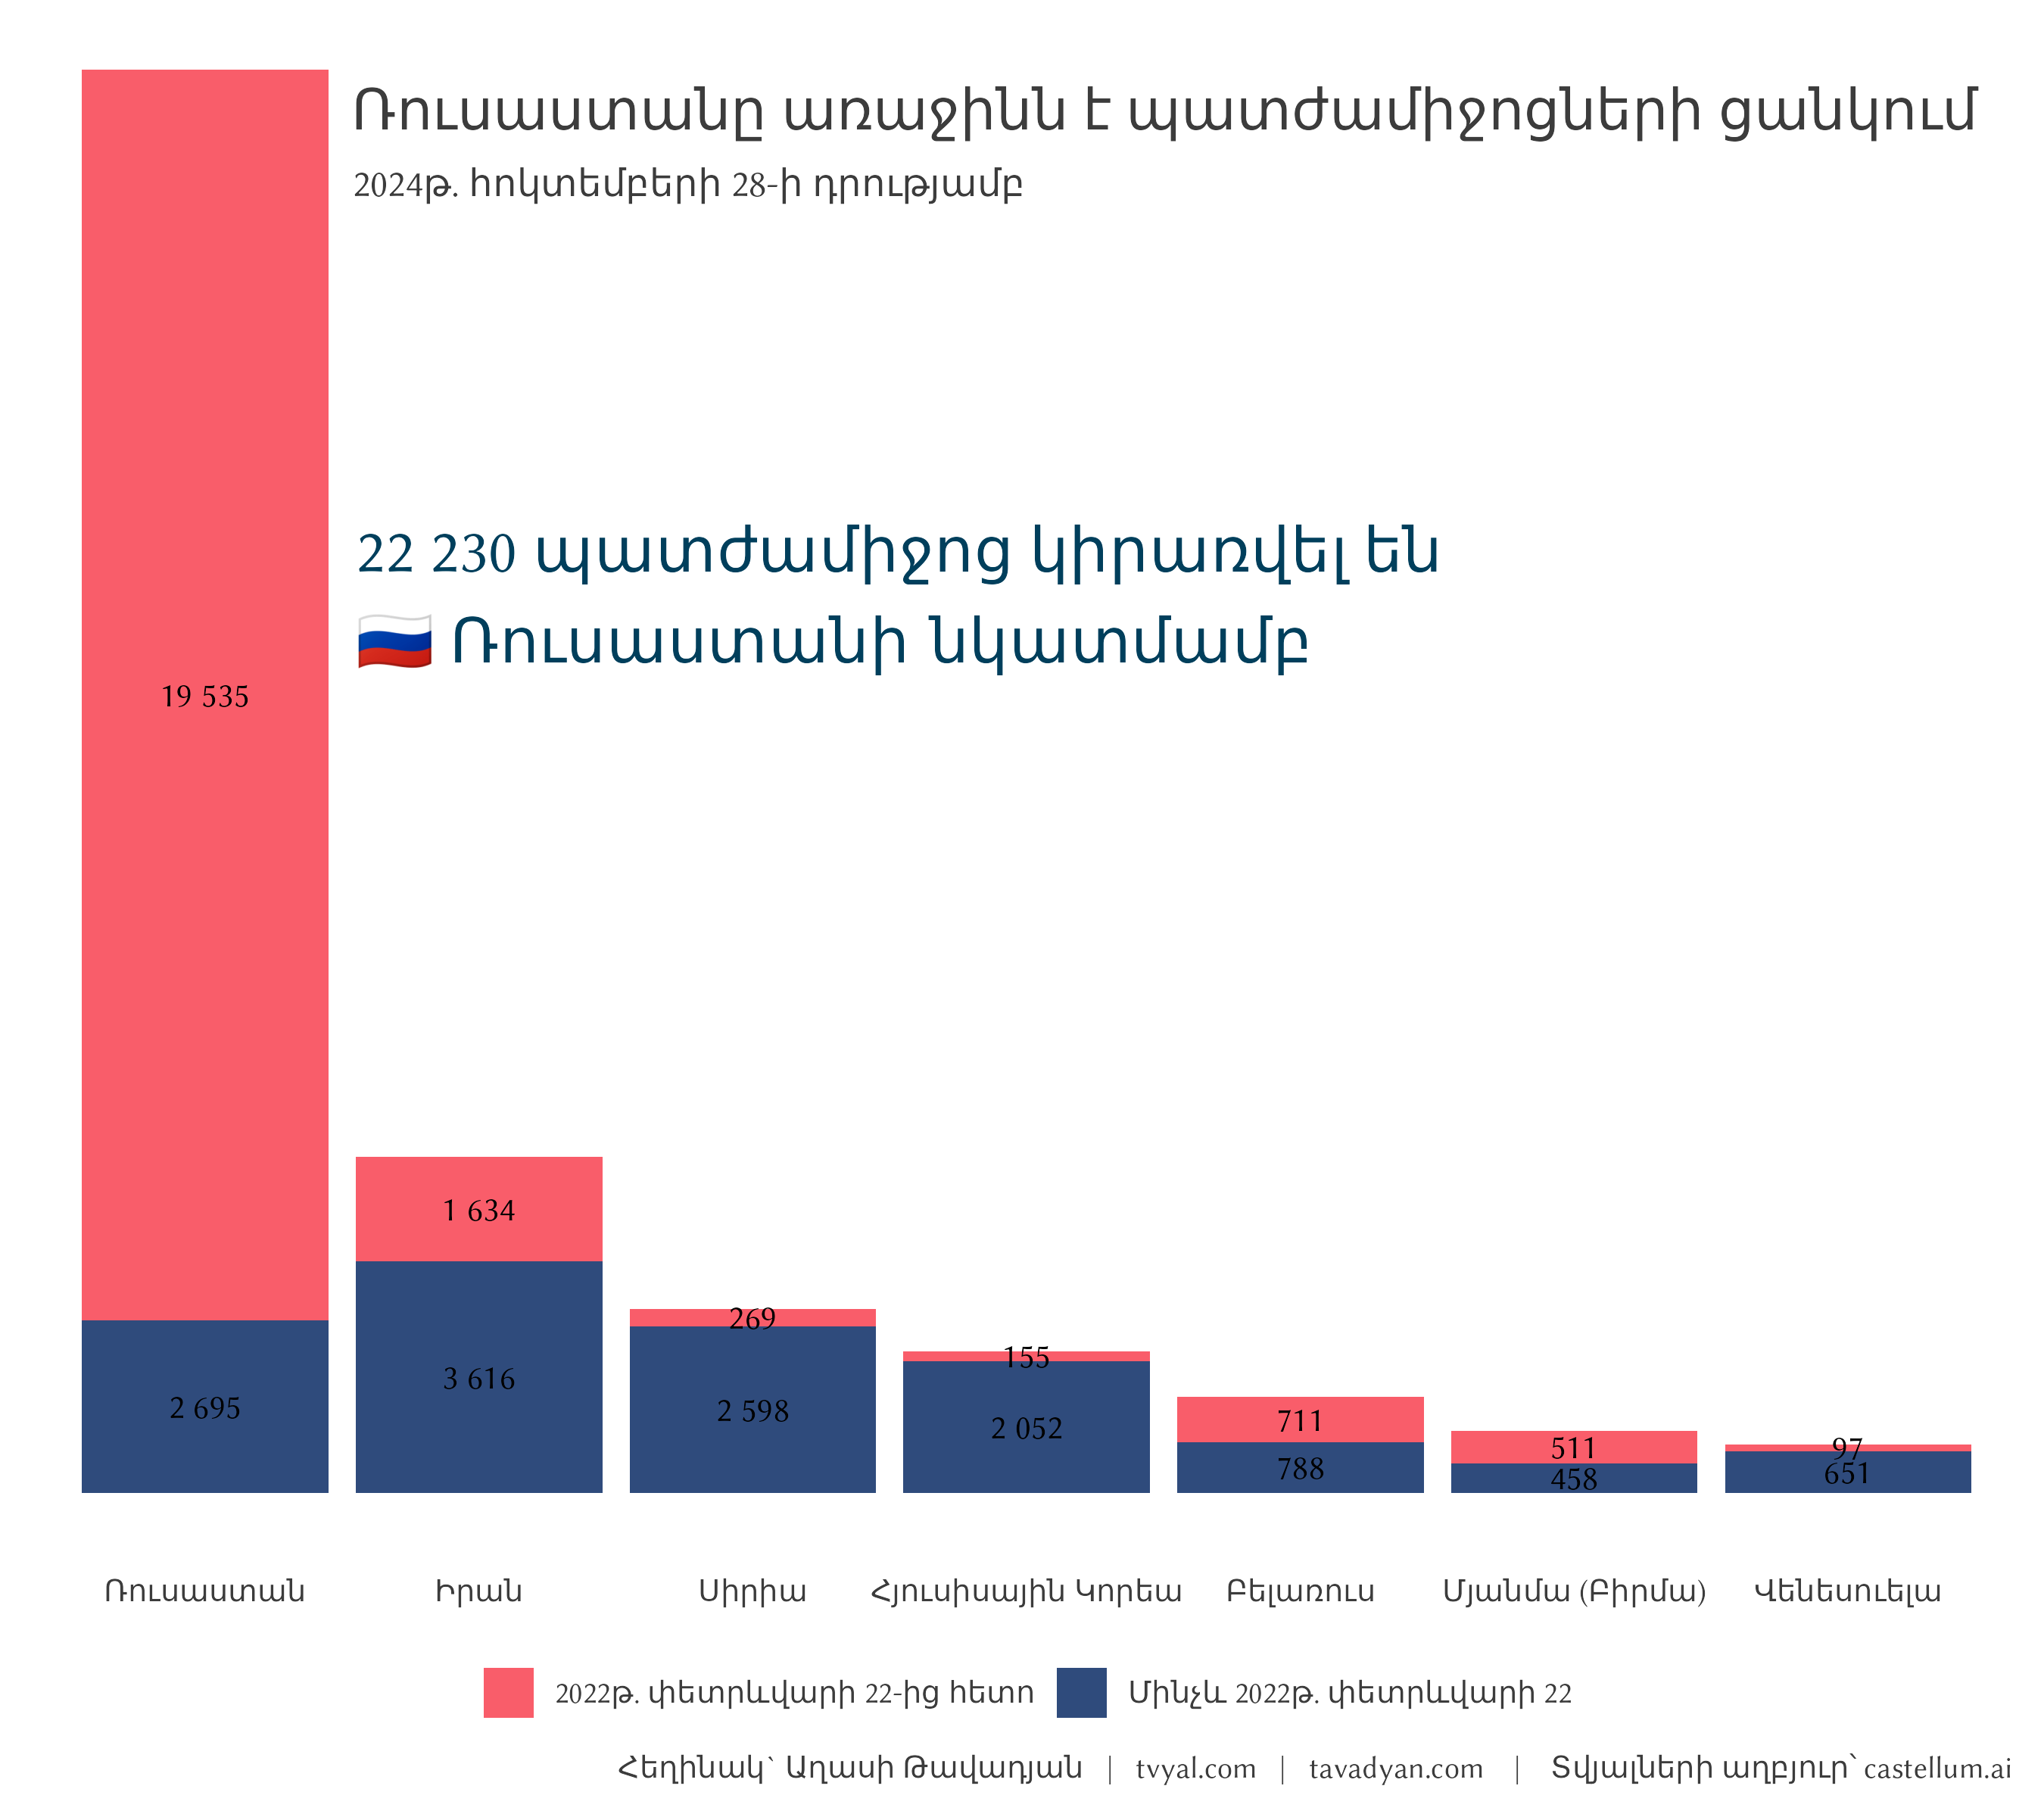 Ռուսաստանը առաջինն է պատժամիջոցների ցանկում
2024թ. հոկտեմբերի 28-ի դրությամբ
22 230 պատժամիջոց կիրառվել են
Ռուսաստանի նկատմամբ
19 535
2 695
1 634
3 616
269
2 598
155
2 052
711
788
511
458
97
651
Ռուսաստան
Իրան
Սիրիա
Հյուսիսային Կորեա
Բելառուս
Մյանմա (Բիրմա)
Վենեսուելա
2022թ. փետրևվարի 22-ից հետո
Մինչև 2022թ. փետրևվարի 22
Հեղինակ՝ Աղասի Թավադյան | tvyal.com | tavadyan.com | Տվյալների աղբյուր՝ castellum.ai